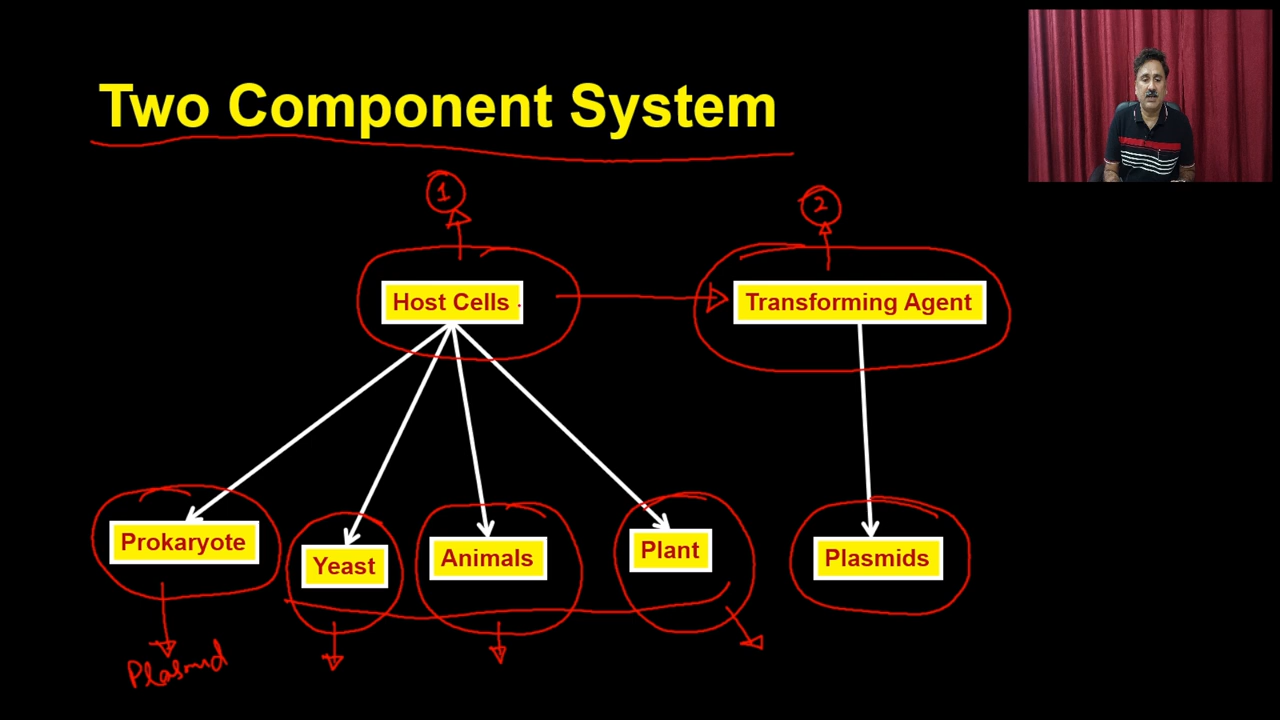 Two Component System
1
2
Host Cells
Transforming Agent
Prokaryote
Yeast
Animals
Plant
Plasmids
Plasmid